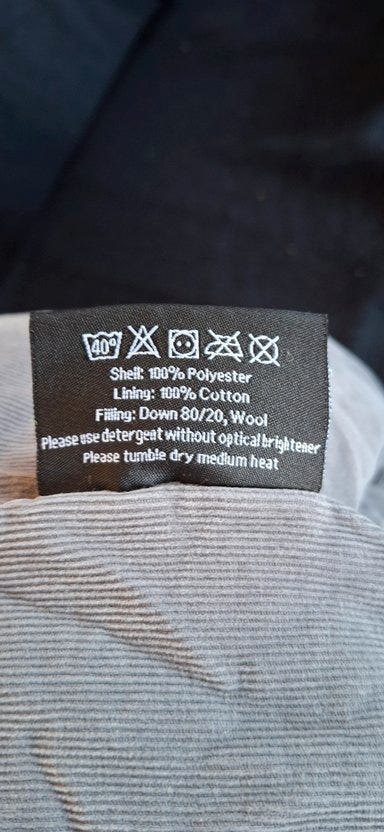 40°
Shell: 100% Polyester
Lining: 100% Cotton
Filling: Down 80/20, Wool
Please use detergent without optical brightener
Please tumble dry medium heat